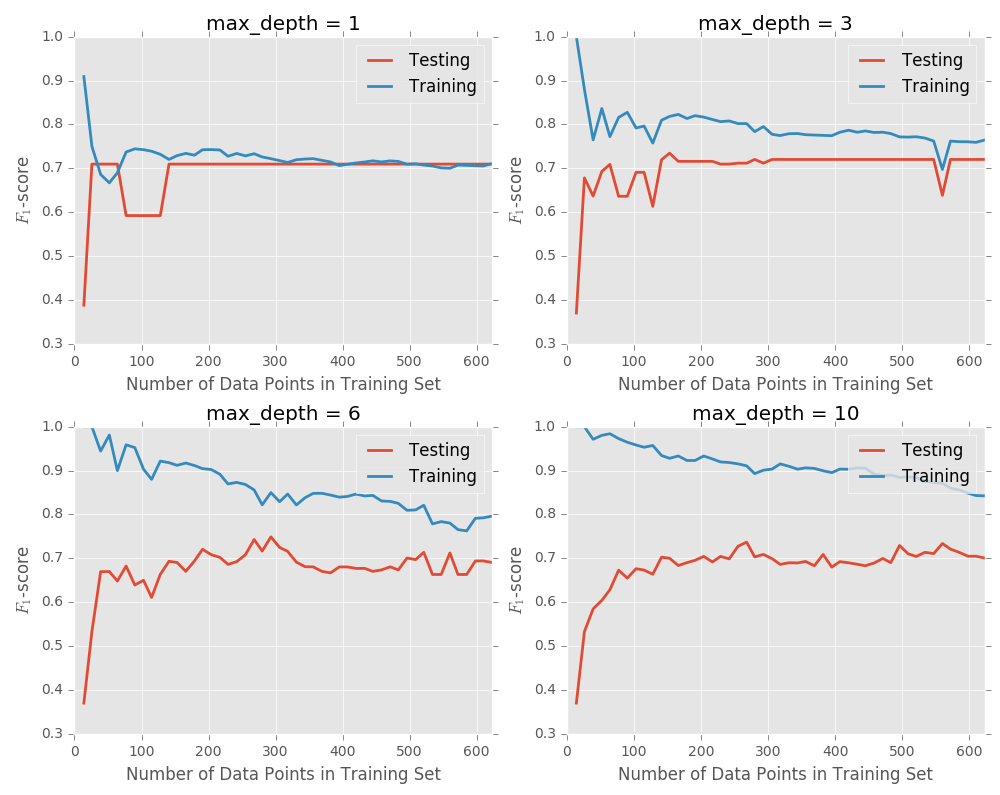 max_depth = 1
1.0
0.9
0.8
0.7
0.6
0.5
0.4
0.3
F1-score
Testing
Training
0 100 200 300 400 500 600
Number of Data Points in Training Set
max_depth = 3
1.0
0.9
0.8
0.7
0.6
0.5
0.4
0.3
F1-score
Testing
Training
0 100 200 300 400 500 600
Number of Data Points in Training Set
max_depth = 6
1.0
0.9
0.8
0.7
0.6
0.5
0.4
0.3
F1-score
Testing
Training
0 100 200 300 400 500 600
Number of Data Points in Training Set
max_depth = 10
1.0
0.9
0.8
0.7
0.6
0.5
0.4
0.3
F1-score
Testing
Training
0 100 200 300 400 500 600
Number of Data Points in Training Set